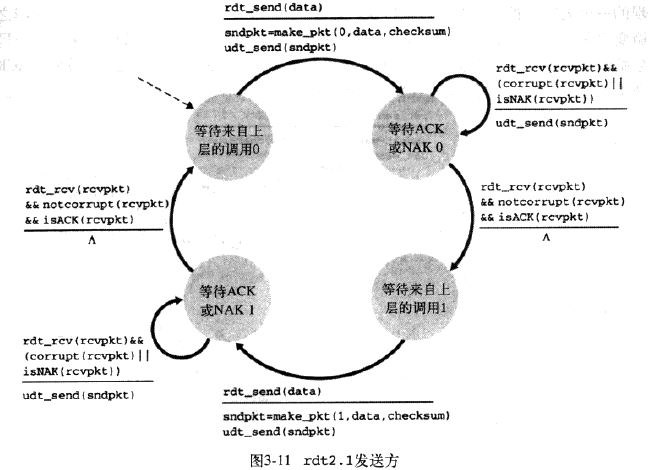 rdt_send(data)
sndpkt=make_pkt(0,data,checksum)
udt_send(sndpkt)
rdt_rcv(rcvpkt)&&
(corrupt(rcvpkt)||
isNAK(rcvpkt))
udt_send(sndpkt)
等待来自上
层的调用0
等待ACK
或NAK 0
rdt_rcv(rcvpkt)
&& notcorrupt(rcvpkt)
&& isACK(rcvpkt)
Λ
rdt_rcv(rcvpkt)
&& notcorrupt(rcvpkt)
&& isACK(rcvpkt)
Λ
等待ACK
或NAK 1
等待来自上
层的调用1
rdt_rcv(rcvpkt)&&
(corrupt(rcvpkt)||
isNAK(rcvpkt))
udt_send(sndpkt)
rdt_send(data)
sndpkt=make_pkt(1,data,checksum)
udt_send(sndpkt)
图3-11 rdt2.1发送方